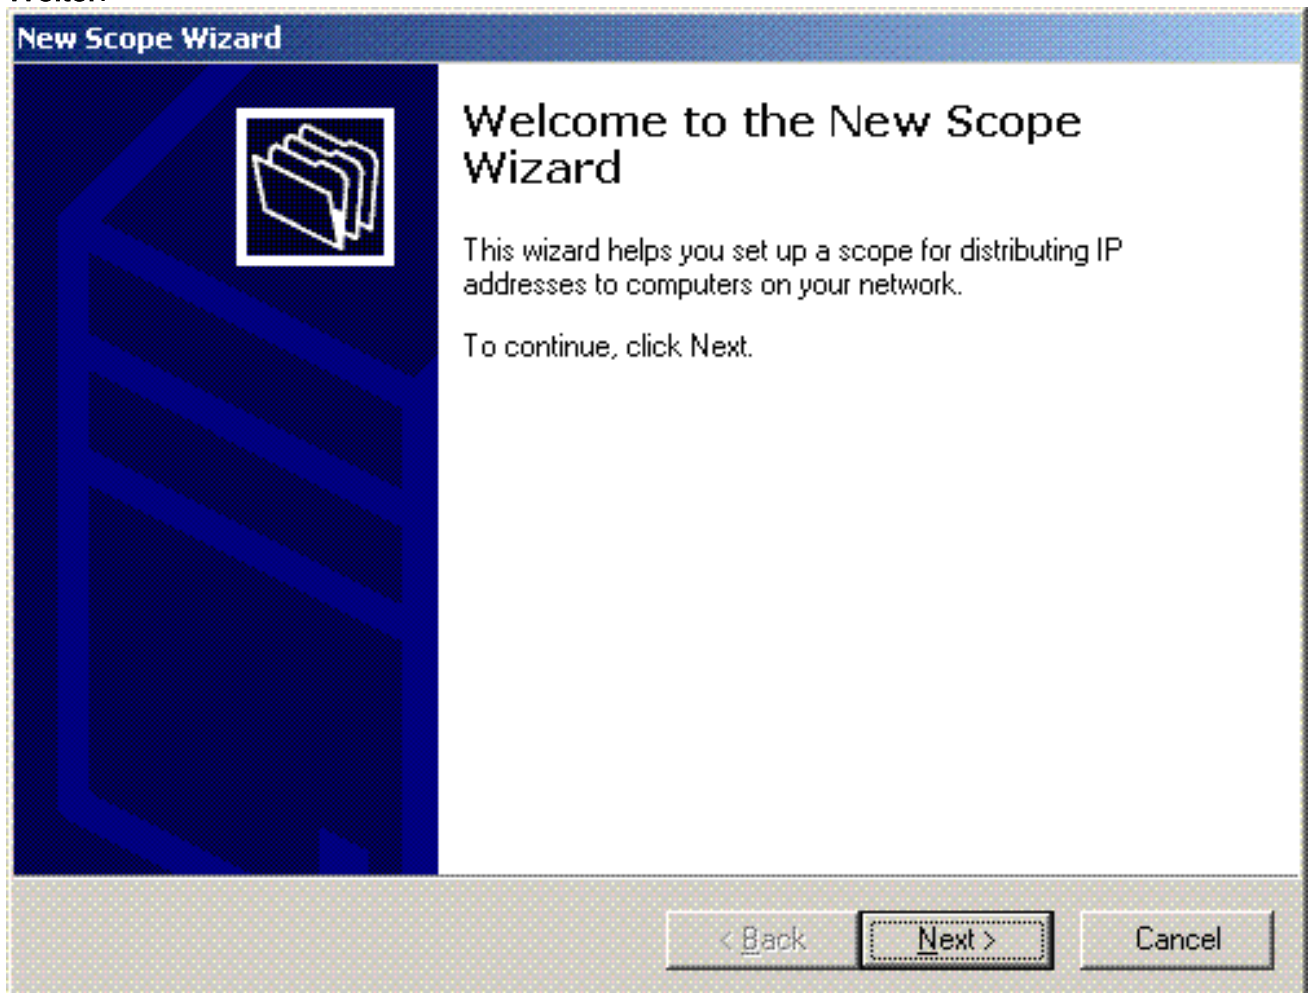 New Scope Wizard
Welcome to the New Scope
Wizard
This wizard helps you set up a scope for distributing IP
addresses to computers on your network.
To continue, click Next.
< Back
Next >
Cancel